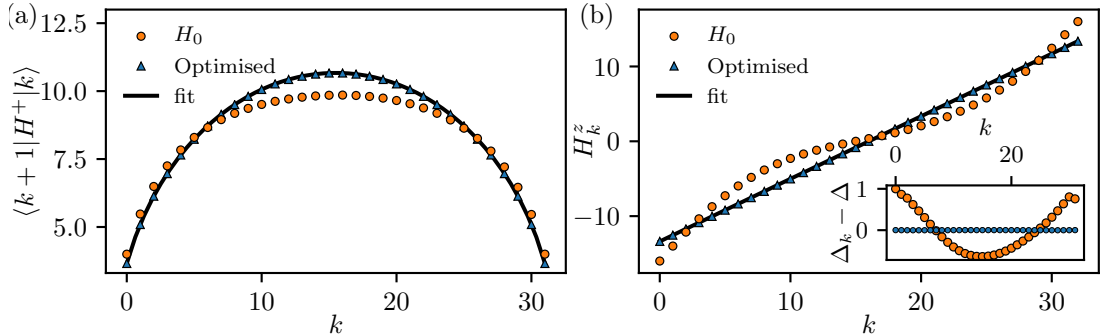 (a)
12.5
10.0
7.5
5.0
⟨k + 1|H⁺|k⟩
H₀
Optimised
fit
0
10
20
30
k
(b)
10
0
−10
Hₖᶻ
H₀
Optimised
fit
0
10
20
30
k
k
0
20
1
0
Δₖ − Δ